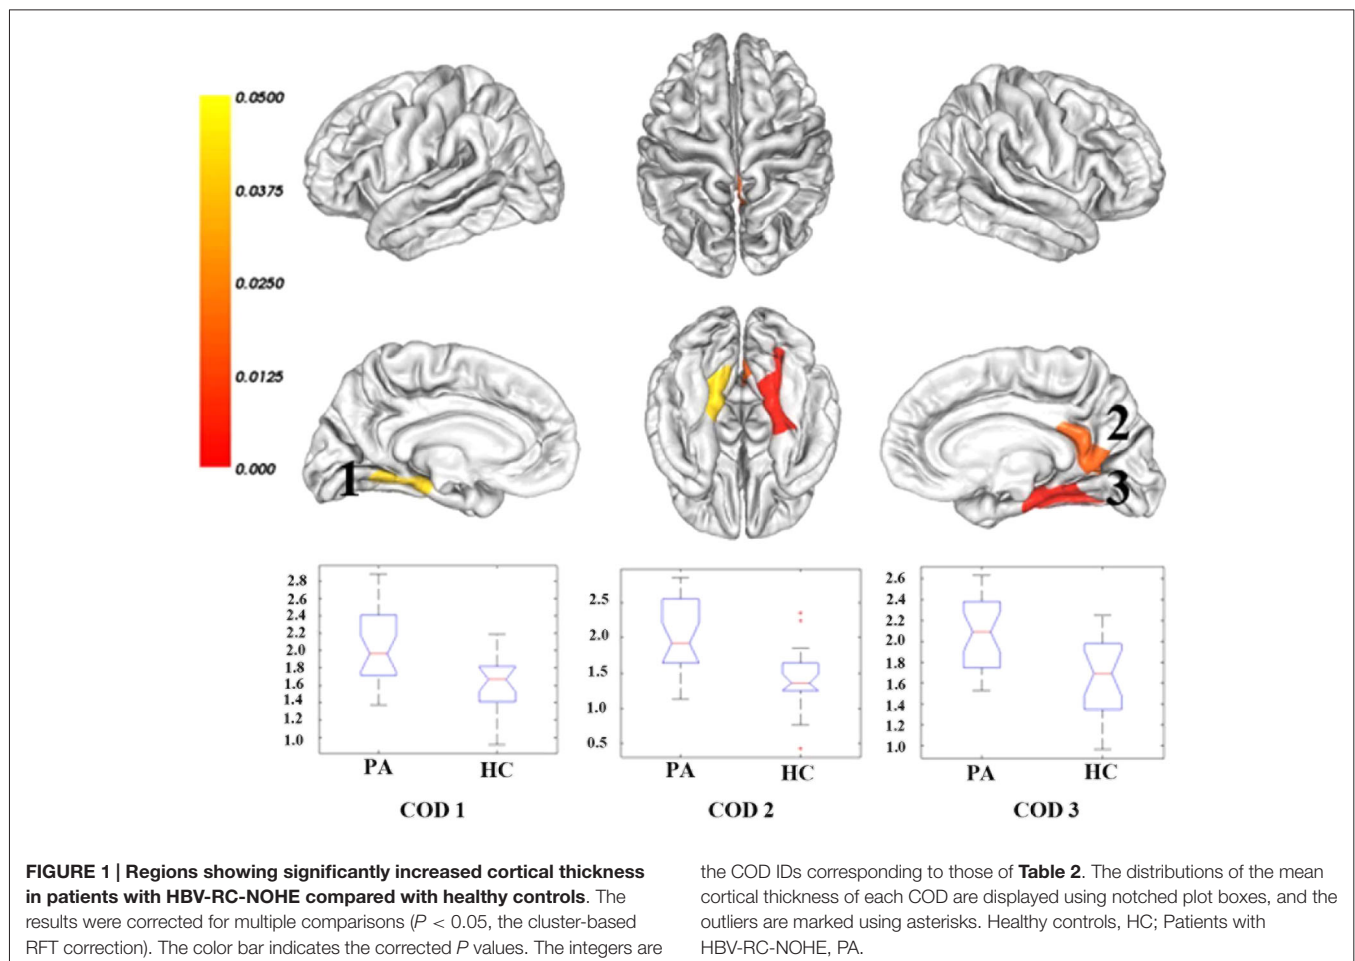 0.0500
0.0375
0.0250
0.0125
0.000
1
2
3
2.8
2.6
2.4
2.2
2.0
1.8
1.6
1.4
1.2
1.0
PA
HC
COD 1
2.5
2.0
1.5
1.0
0.5
PA
HC
COD 2
2.6
2.4
2.2
2.0
1.8
1.6
1.4
1.2
1.0
PA
HC
COD 3
FIGURE 1 | Regions showing significantly increased cortical thickness
in patients with HBV-RC-NOHE compared with healthy controls. The
results were corrected for multiple comparisons (P < 0.05, the cluster-based
RFT correction). The color bar indicates the corrected P values. The integers are
the COD IDs corresponding to those of Table 2. The distributions of the mean
cortical thickness of each COD are displayed using notched plot boxes, and the
outliers are marked using asterisks. Healthy controls, HC; Patients with
HBV-RC-NOHE, PA.